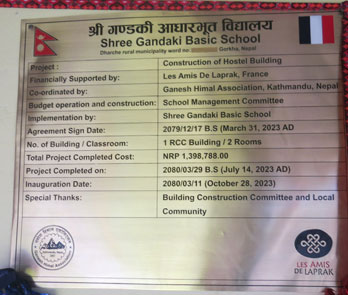 श्री गण्डकी आधारभूत विद्यालय
Shree Gandaki Basic School
Dharche rural municipality word no Gorkha, Nepal
Project : Construction of Hostel Building
Financially Supported by: Les Amis De Laprak, France
Co-ordinated by: Ganesh Himal Association, Kathmandu, Nepal
Budget operation and construction: School Management Committee
Implementation by: Shree Gandaki Basic School
Agreement Sign Date: 2079/12/17 B.S (March 31, 2023 AD
No. of Building / Classroom: 1 RCC Building / 2 Rooms
Total Project Completed Cost: NRP 1,398,788.00
Project Completed on: 2080/03/29 B.S (July 14, 2023 AD)
Inauguration Date: 2080/03/11 (October 28, 2023)
Special Thanks: Building Construction Committee and Local
Community
LES AMIS
DE LAPRAK